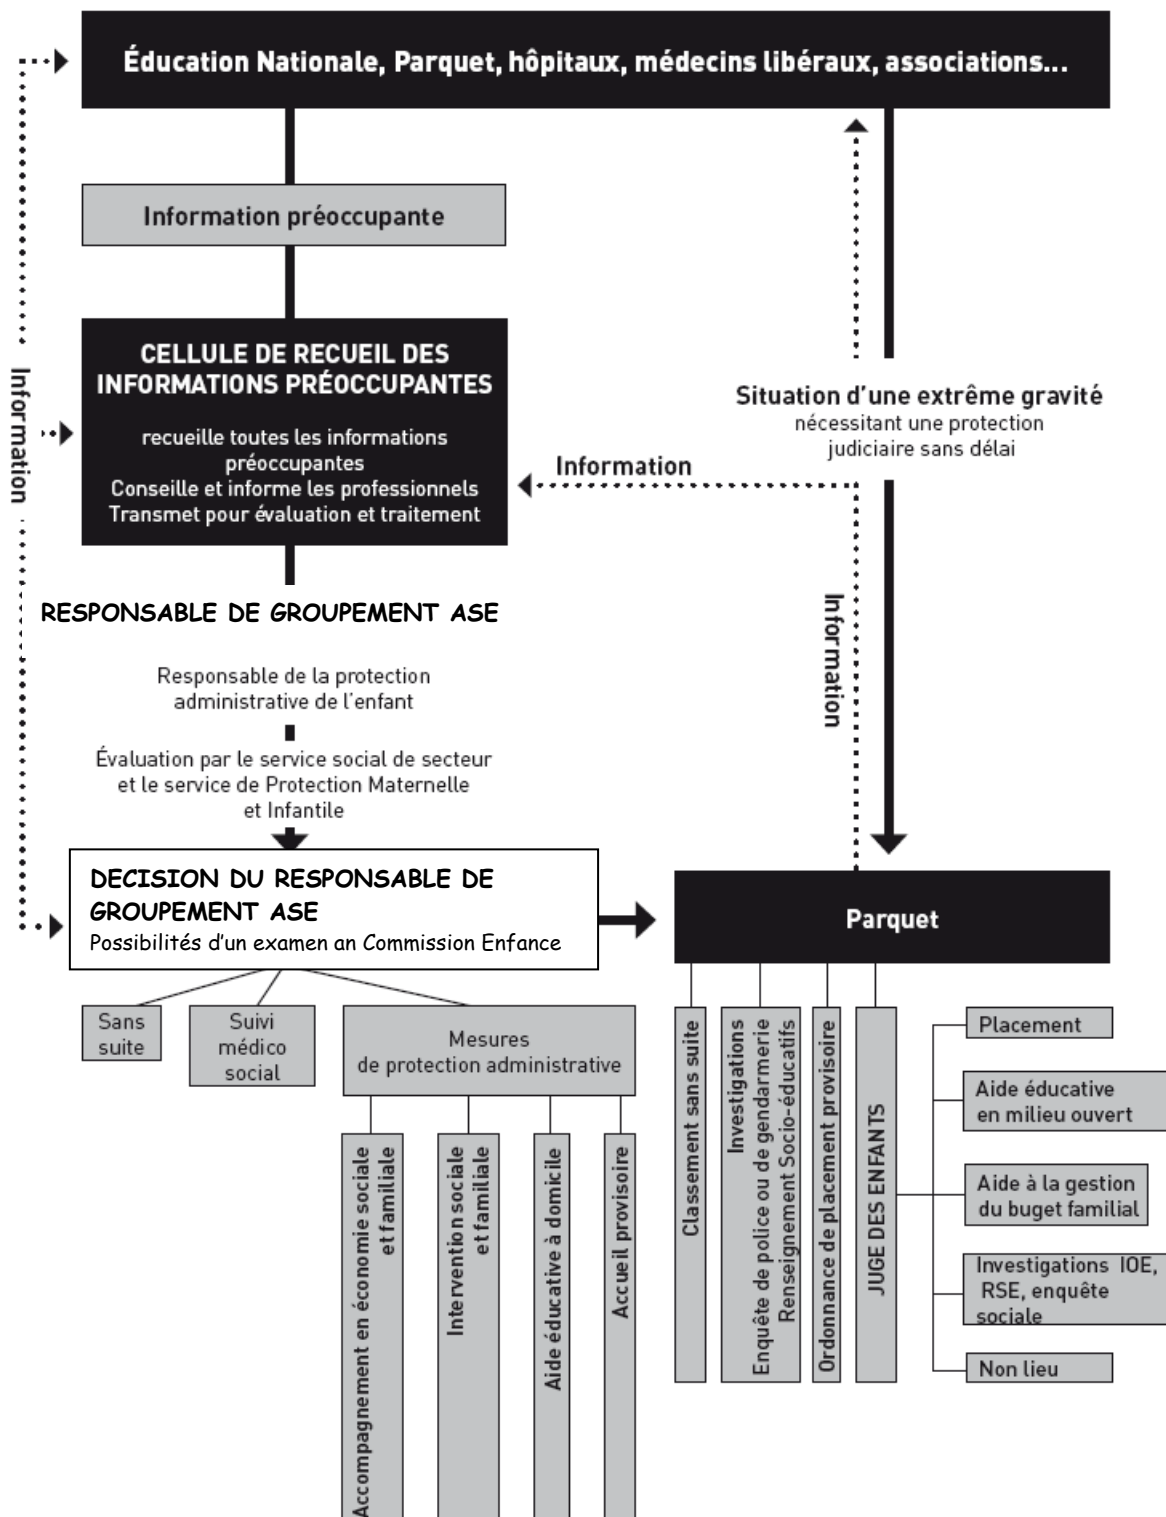 Éducation Nationale, Parquet, hôpitaux, médecins libéraux, associations...
Information préoccupante
CELLULE DE RECUEIL DES
INFORMATIONS PRÉOCCUPANTES
recueille toutes les informations
préoccupantes
Conseille et informe les professionnels
Transmet pour évaluation et traitement
Information
Information
Situation d'une extrême gravité
nécessitant une protection
judiciaire sans délai
Information
RESPONSABLE DE GROUPEMENT ASE
Responsable de la protection
administrative de l'enfant
Évaluation par le service social de secteur
et le service de Protection Maternelle
et Infantile
DECISION DU RESPONSABLE DE
GROUPEMENT ASE
Possibilités d'un examen an Commission Enfance
Parquet
Sans
suite
Suivi
médico
social
Mesures
de protection administrative
Accompagnement en économie sociale
et familiale
Intervention sociale
et familiale
Aide éducative à domicile
Accueil provisoire
Classement sans suite
Investigations
Enquête de police ou de gendarmerie
Renseignement Socio-éducatifs
Ordonnance de placement provisoire
JUGE DES ENFANTS
Placement
Aide éducative
en milieu ouvert
Aide à la gestion
du buget familial
Investigations IOE,
RSE, enquête
sociale
Non lieu